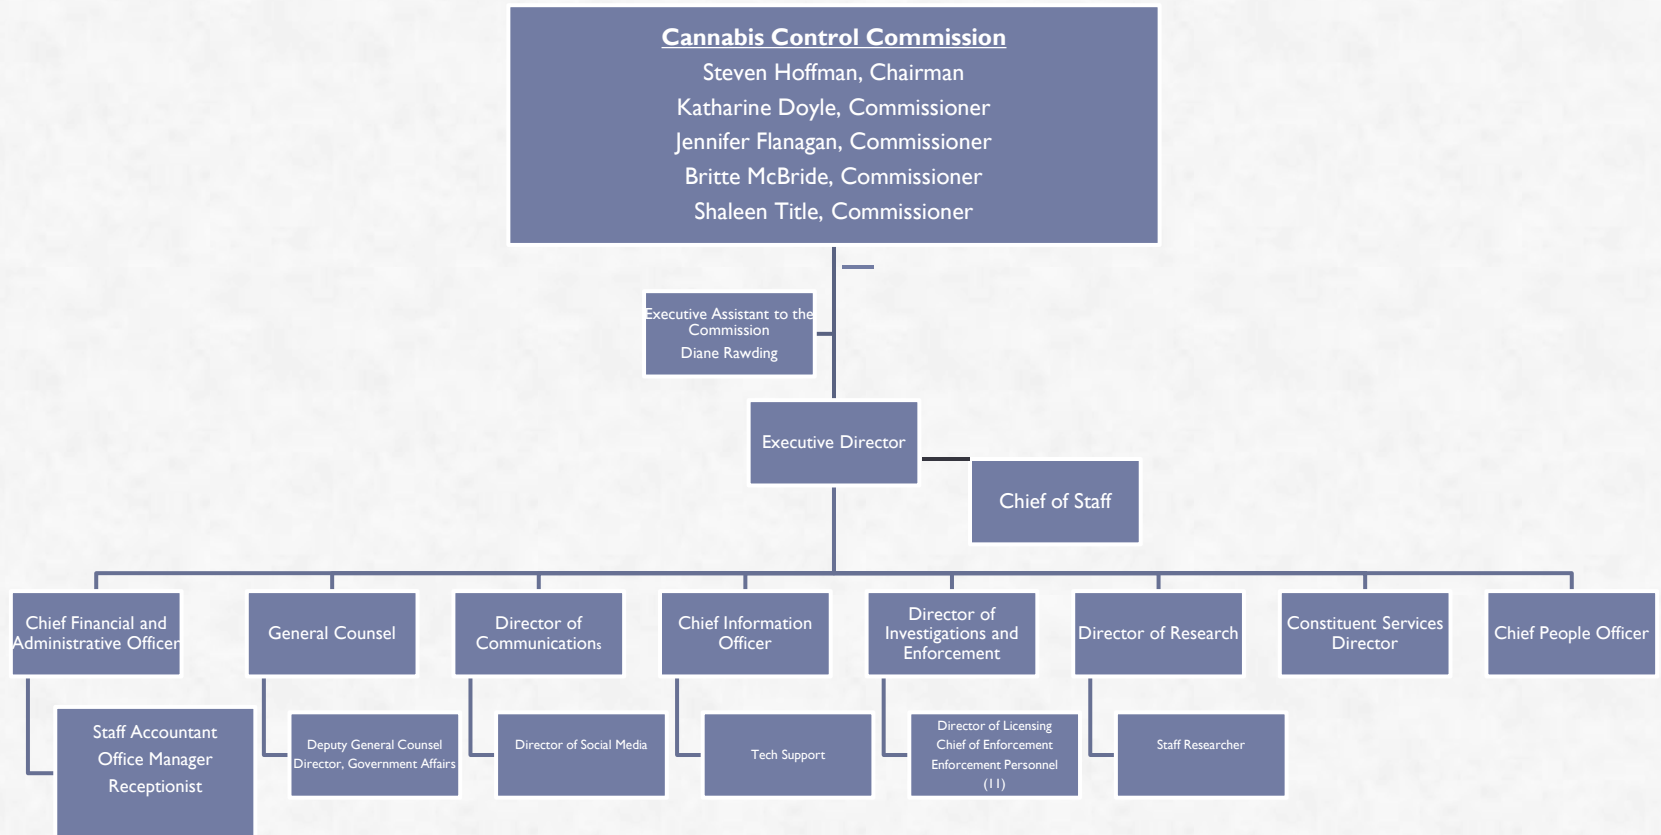 Cannabis Control Commission
Steven Hoffman, Chairman
Katharine Doyle, Commissioner
Jennifer Flanagan, Commissioner
Britte McBride, Commissioner
Shaleen Title, Commissioner
Executive Assistant to the
Commission
Diane Rawding
Executive Director
Chief of Staff
Chief Financial and
Administrative Officer
General Counsel
Director of
Communications
Chief Information
Officer
Director of
Investigations and
Enforcement
Director of Research
Constituent Services
Director
Chief People Officer
Staff Accountant
Office Manager
Receptionist
Deputy General Counsel
Director, Government Affairs
Director of Social Media
Tech Support
Director of Licensing
Chief of Enforcement
Enforcement Personnel
(11)
Staff Researcher